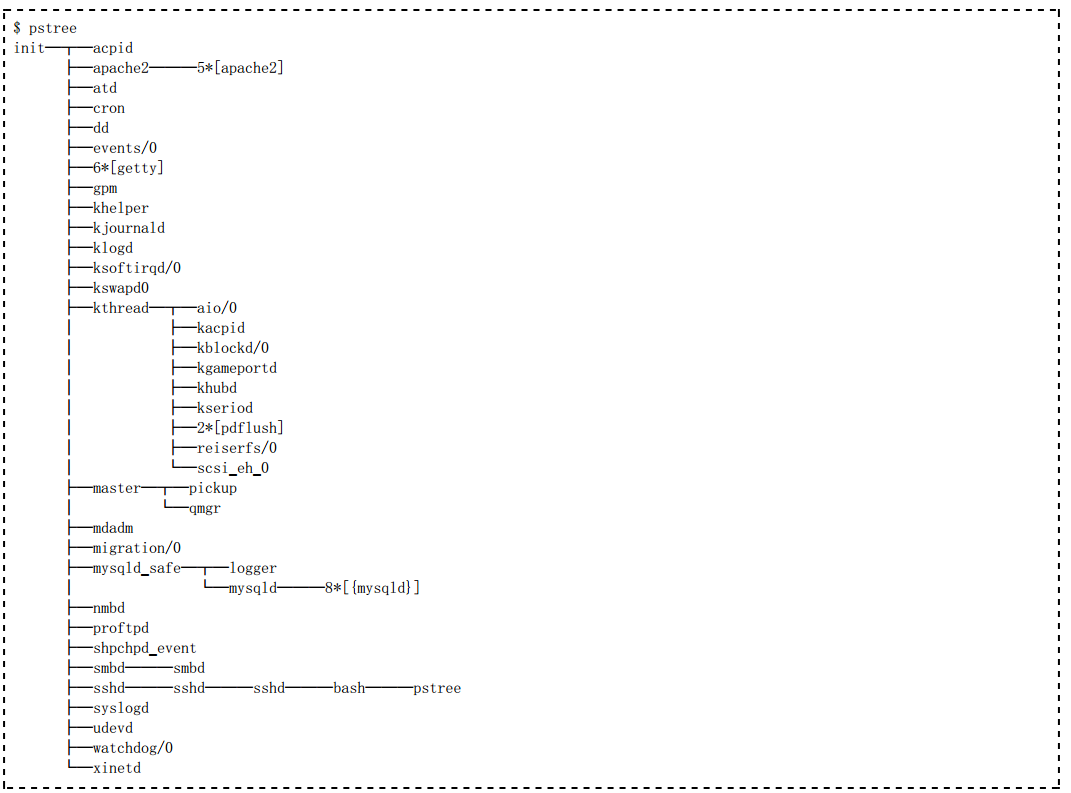 $ pstree
init─┬─acpid
├─apache2───5*[apache2]
├─atd
├─cron
├─dd
├─events/0
├─6*[getty]
├─gpm
├─khelper
├─kjournald
├─klogd
├─ksoftirqd/0
├─kswapd0
├─kthread─┬─aio/0
│ ├─kacpid
│ ├─kblockd/0
│ ├─kgameportd
│ ├─khubd
│ ├─kseriod
│ ├─2*[pdflush]
│ ├─reiserfs/0
│ └─scsi_eh_0
├─master─┬─pickup
│ └─qmgr
├─mdadm
├─migration/0
├─mysqld_safe─┬─logger
│ └─mysqld───8*[{mysqld}]
├─nmbd
├─proftpd
├─shpchpd_event
├─smbd───smbd
├─sshd───sshd───sshd───bash───pstree
├─syslogd
├─udevd
├─watchdog/0
└─xinetd